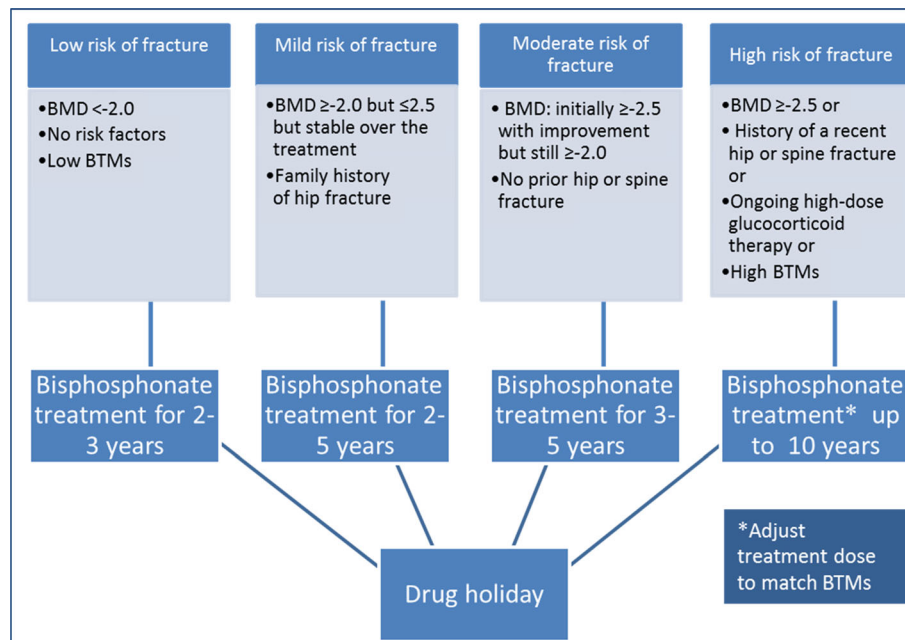 Low risk of fracture
•BMD <-2.0
•No risk factors
•Low BTMs
Bisphosphonate
treatment for 2-
3 years
Mild risk of fracture
•BMD ≥-2.0 but ≤2.5
but stable over the
treatment
•Family history
of hip fracture
Bisphosphonate
treatment for 2-
5 years
Moderate risk of
fracture
• BMD: initially ≥-2.5
with improvement
but still ≥-2.0
•No prior hip or spine
fracture
Bisphosphonate
treatment for 3-
5 years
High risk of fracture
•BMD ≥-2.5 or
• History of a recent
hip or spine fracture
or
•Ongoing high-dose
glucocorticoid
therapy or
•High BTMs
Bisphosphonate
treatment* up
to 10 years
Drug holiday
*Adjust
treatment dose
to match BTMs